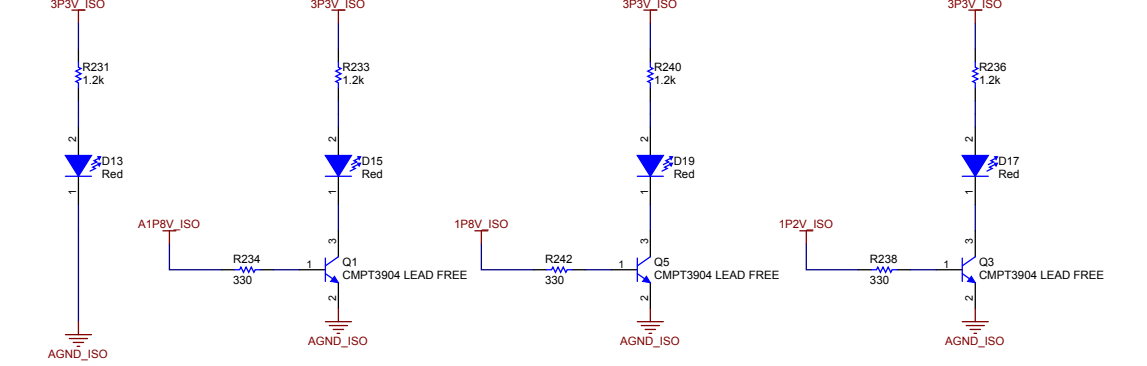 3P3V_ISO
3P3V_ISO
3P3V_ISO
3P3V_ISO
R231
1.2k
R233
1.2k
R240
1.2k
R236
1.2k
2
2
2
2
D13
Red
D15
Red
D19
Red
D17
Red
1
1
1
1
A1P8V_ISO
1P8V_ISO
1P2V_ISO
3
3
3
R234
330
1
Q1
CMPT3904 LEAD FREE
R242
330
1
Q5
CMPT3904 LEAD FREE
R238
330
1
Q3
CMPT3904 LEAD FREE
2
2
2
AGND_ISO
AGND_ISO
AGND_ISO
AGND_ISO